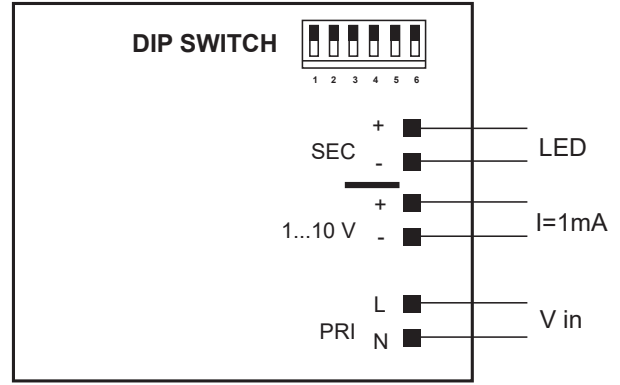 DIP SWITCH
1 2 3 4 5 6
+
SEC
-
LED
+
1...10 V
-
I=1mA
L
PRI
N
V in